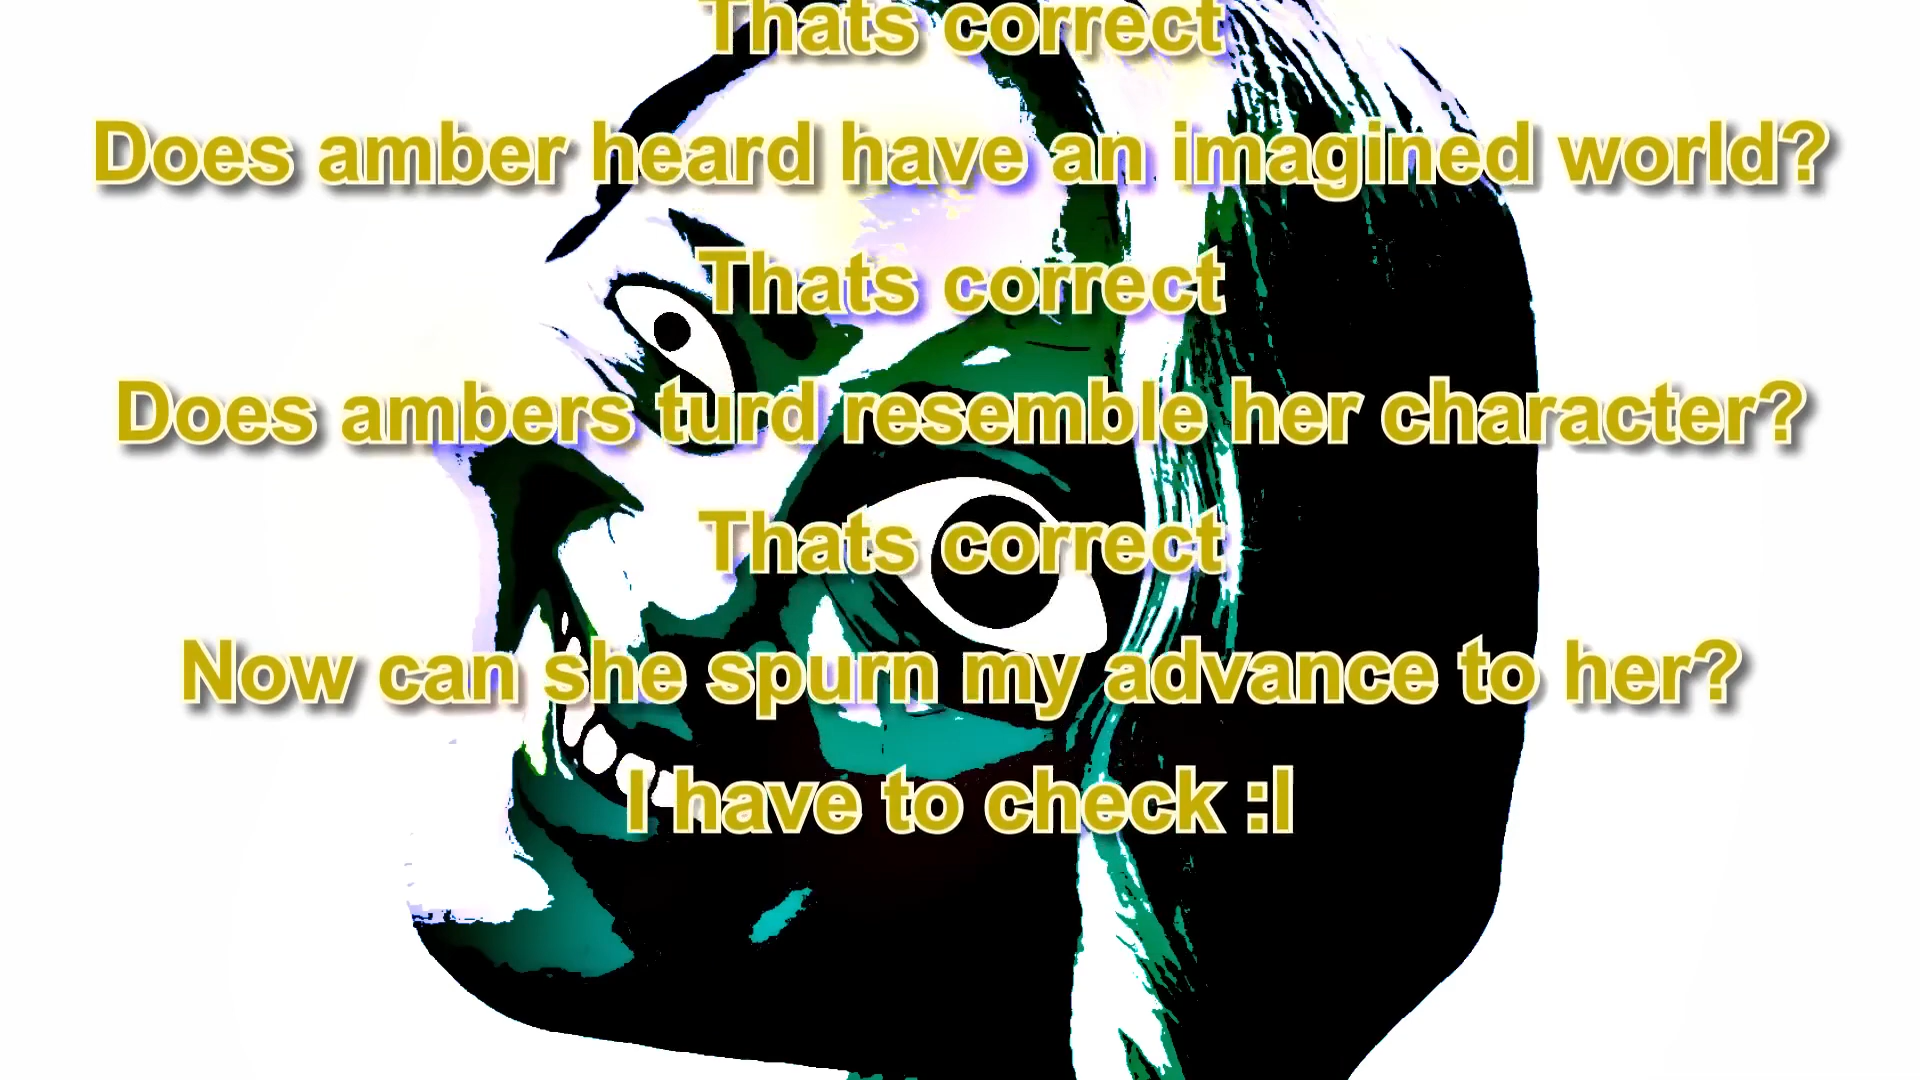 Thats correct
Does amber heard have an imagined world?
Thats correct
Does ambers turd resemble her character?
Thats correct
Now can she spurn my advance to her?
I have to check :l